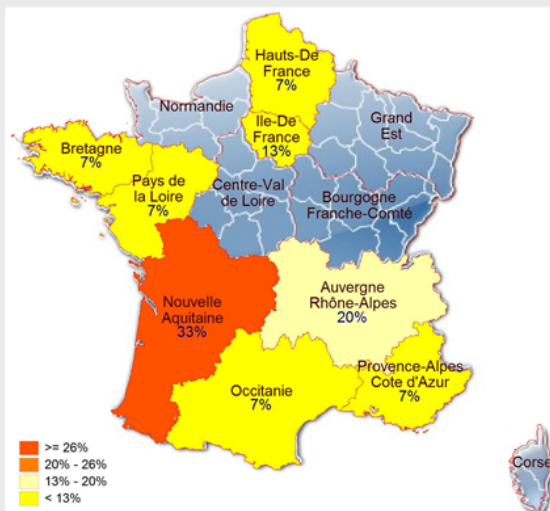 Hauts-De
France
7%
Normandie
Ile-De
France
13%
Grand
Est
Bretagne
7%
Pays de
la Loire
7%
Centre-Val
de Loire
Bourgogne
Franche-Comté
Nouvelle
Aquitaine
33%
Auvergne
Rhône-Alpes
20%
Occitanie
7%
Provence-Alpes
Cote d'Azur
7%
Corse
>= 26%
20% - 26%
13% - 20%
< 13%